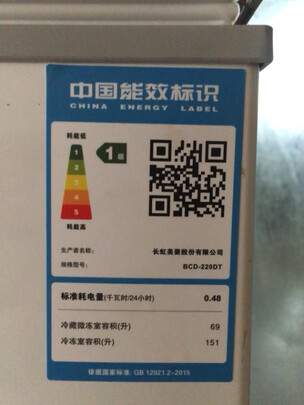 中国能效标识
CHINA ENERGY LABEL
耗能低
1 1级
2
3
4
5
耗能高
生产者名称: 长虹美菱股份有限公司
规格型号: BCD-220DT
标准耗电量(千瓦时/24小时) 0.48
冷藏微冻室容积(升) 69
冷冻室容积(升) 151
依据国家标准: GB 12021.2-2015